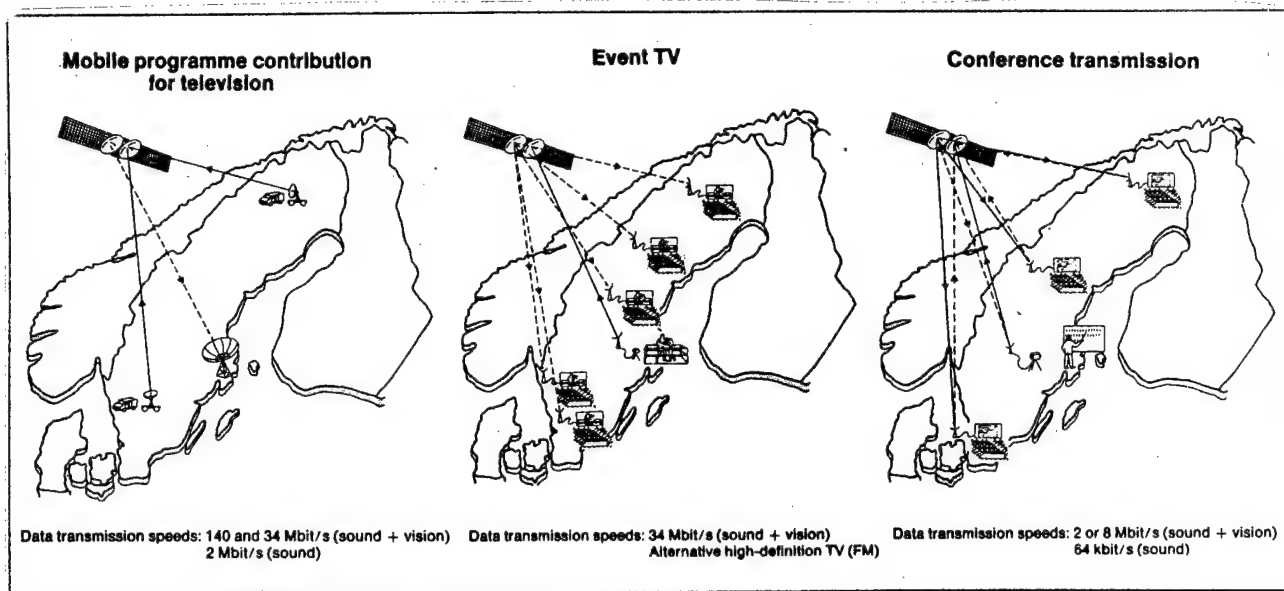 Mobile programme contribution
for television
Event TV
Conference transmission
Data transmission speeds: 140 and 34 Mbit/s (sound + vision)
2 Mbit/s (sound)
Data transmission speeds: 34 Mbit/s (sound + vision)
Alternative high-definition TV (FM)
Data transmission speeds: 2 or 8 Mbit/s (sound + vision)
64 kbit/s (sound)